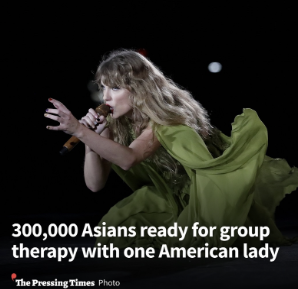 300,000 Asians ready for group
therapy with one American lady
The Pressing Times Photo